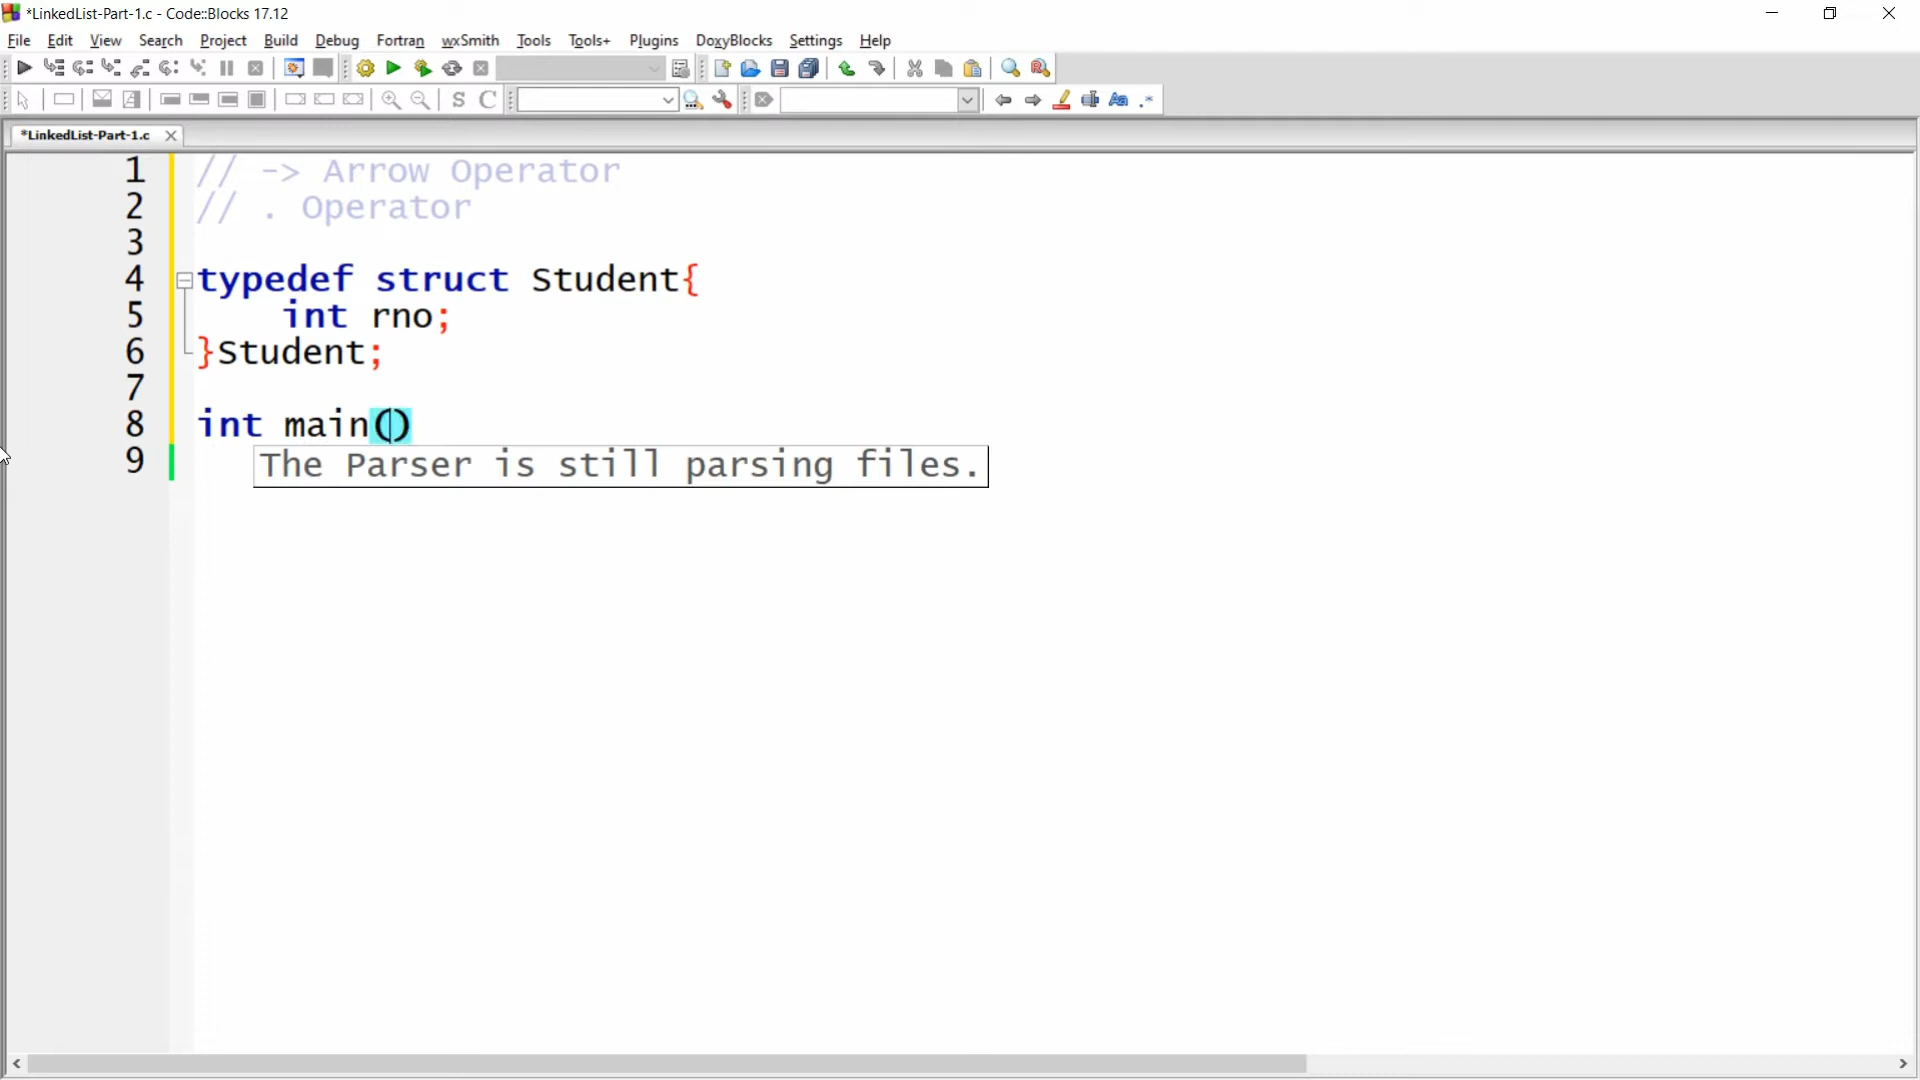 *LinkedList-Part-1.c - Code::Blocks 17.12
File Edit View Search Project Build Debug Fortran wxSmith Tools Tools+ Plugins DoxyBlocks Settings Help
*LinkedList-Part-1.c
1 // -> Arrow Operator
2 // . Operator
3
4 typedef struct Student{
5 int rno;
6 }Student;
7
8 int main()
9 The Parser is still parsing files.